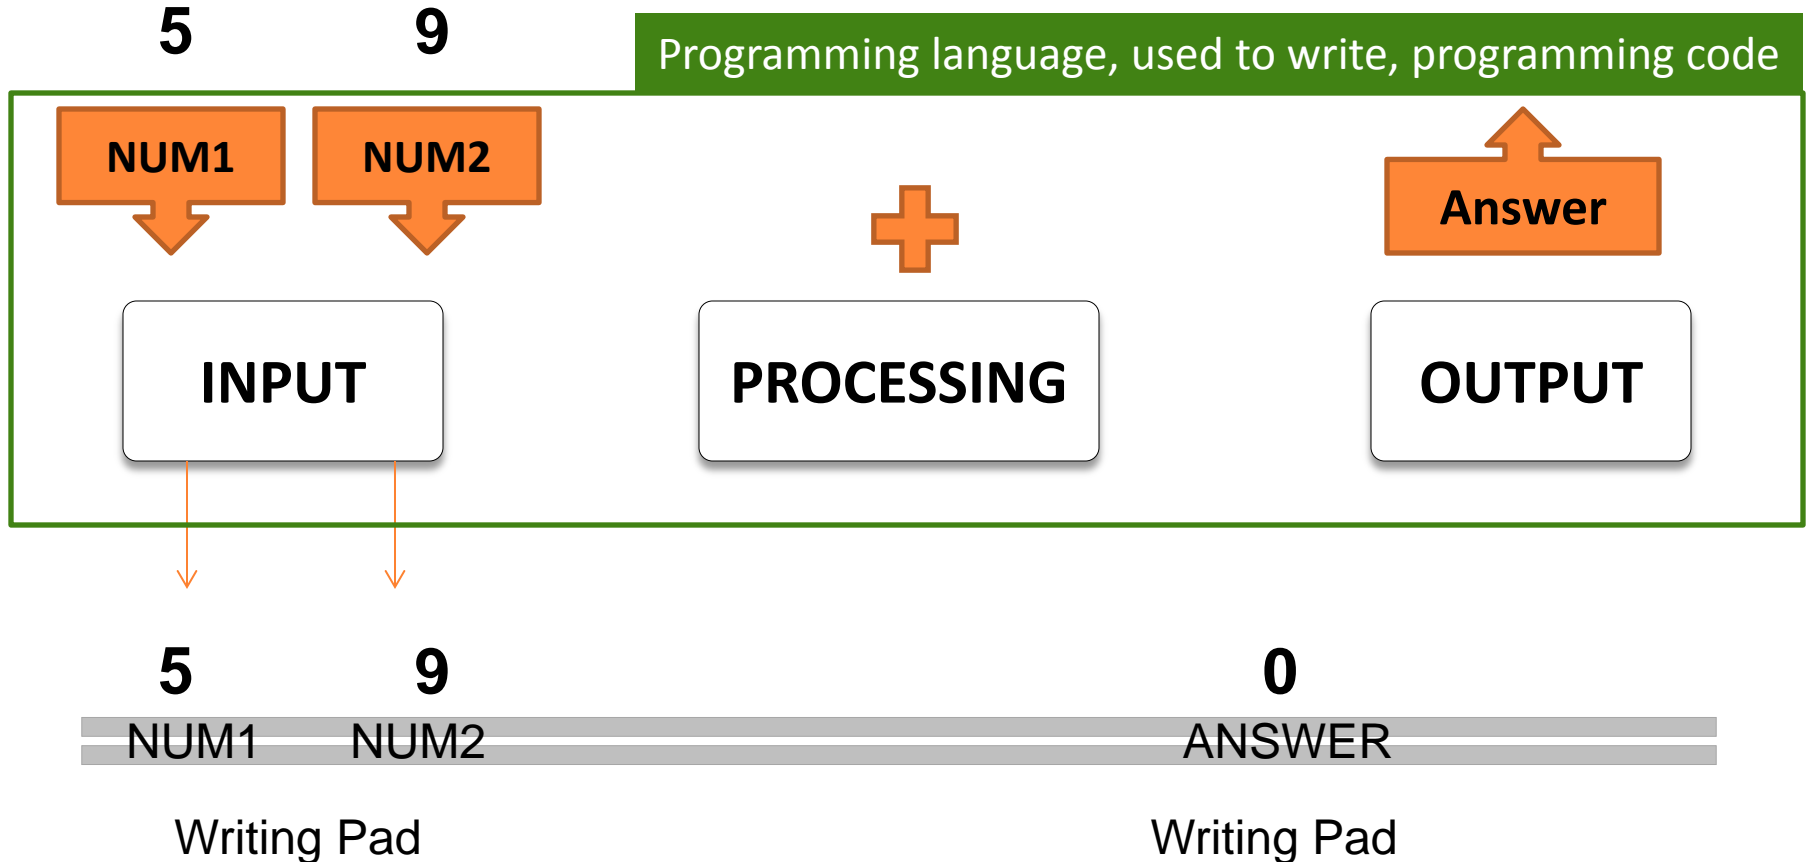 5 9
Programming language, used to write, programming code
NUM1 NUM2
Answer
INPUT PROCESSING OUTPUT
5 9 0
NUM1 NUM2 ANSWER
Writing Pad Writing Pad